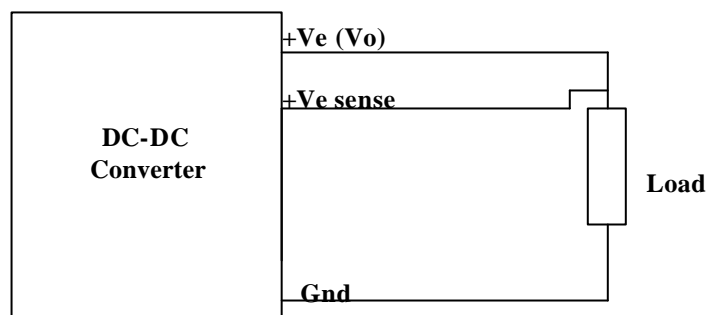 +Ve (Vo)
+Ve sense
DC-DC
Converter
Load
Gnd